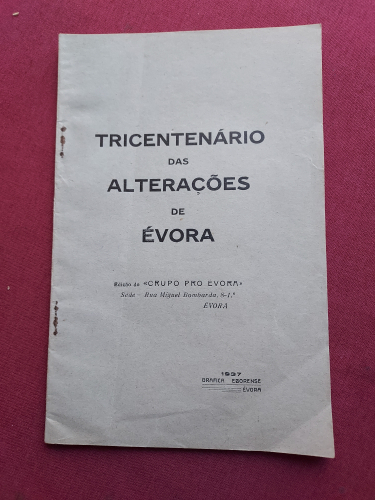 TRICENTENÁRIO
DAS
ALTERAÇÕES
DE
ÉVORA
Edição do «GRUPO PRO EVORA»
Séde - Rua Miguel Bombarda, 8-1.º
ÉVORA
1937
GRAFICA EBORENSE
ÉVORA